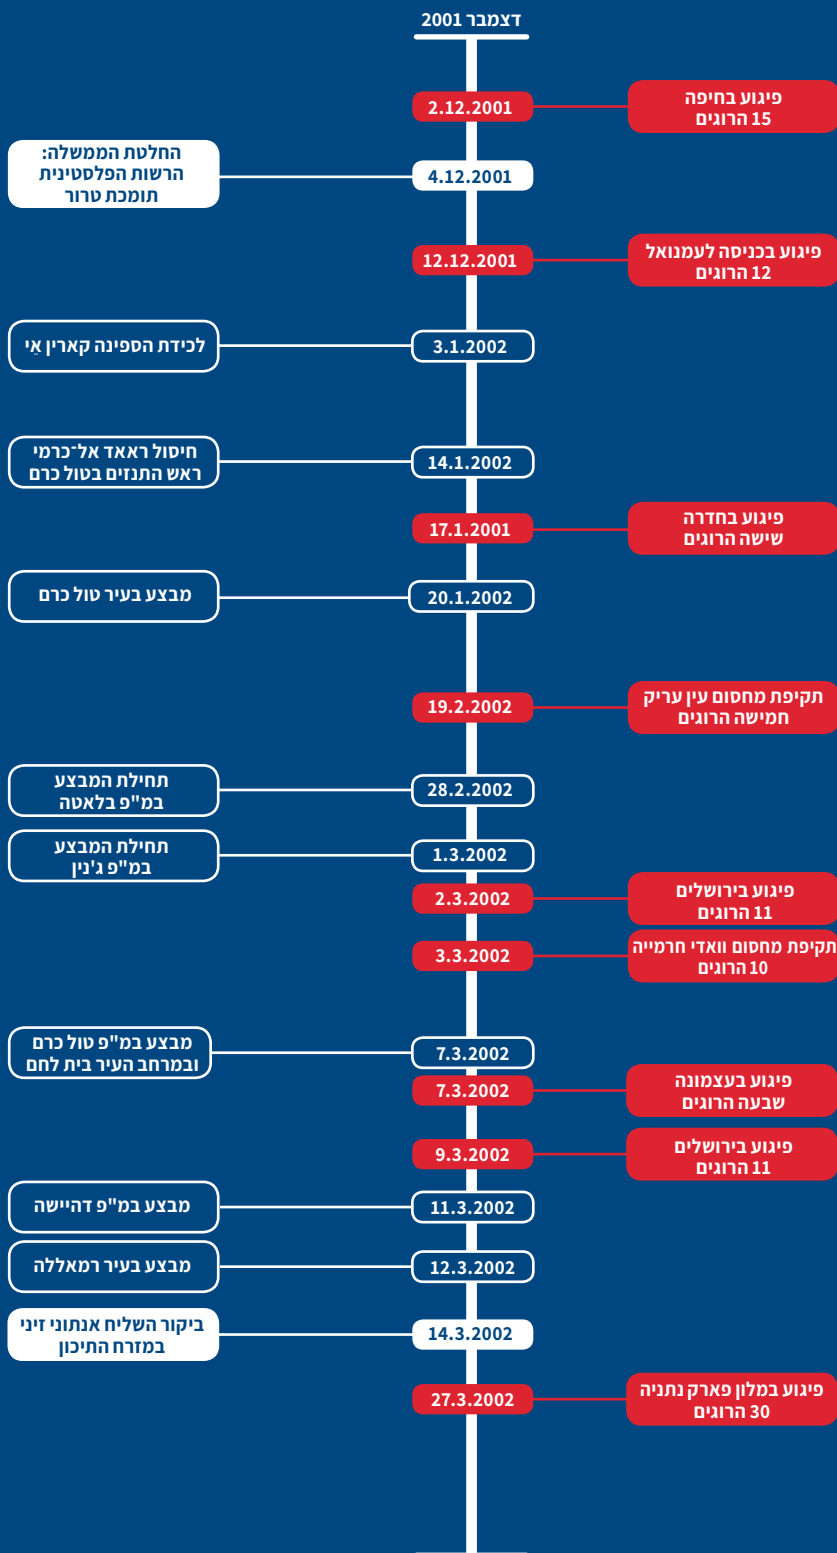 דצמבר 2001
פיגוע בחיפה
15 הרוגים
2.12.2001
4.12.2001
החלטת הממשלה:
הרשות הפלסטינית
תומכת טרור
פיגוע בכניסה לעמנואל
12 הרוגים
12.12.2001
3.1.2002
לכידת הספינה קארין אֵי
14.1.2002
חיסול ראאד אל־כרמי
ראש התנזים בטול כרם
פיגוע בחדרה
שישה הרוגים
17.1.2001
20.1.2002
מבצע בעיר טול כרם
תקיפת מחסום עין עריק
חמישה הרוגים
19.2.2002
28.2.2002
תחילת המבצע
במ"פ בלאטה
1.3.2002
תחילת המבצע
במ"פ ג'נין
פיגוע בירושלים
11 הרוגים
2.3.2002
תקיפת מחסום וואדי חרמייה
10 הרוגים
3.3.2002
7.3.2002
מבצע במ"פ טול כרם
ובמרחב העיר בית לחם
פיגוע בעצמונה
שבעה הרוגים
7.3.2002
פיגוע בירושלים
11 הרוגים
9.3.2002
11.3.2002
מבצע במ"פ דהיישה
12.3.2002
מבצע בעיר רמאללה
14.3.2002
ביקור השליח אנתוני זיני
במזרח התיכון
פיגוע במלון פארק נתניה
30 הרוגים
27.3.2002